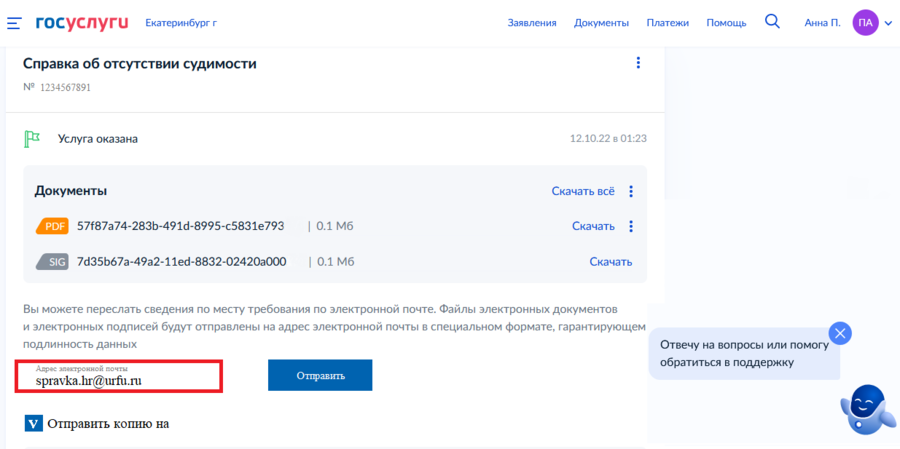 госуслуги Екатеринбург г Заявления Документы Платежи Помощь Анна П. ПА
Справка об отсутствии судимости
№ 1234567891
Услуга оказана 12.10.22 в 01:23
Документы Скачать всё
PDF 57f87a74-283b-491d-8995-c5831e793 | 0.1 Мб Скачать
SIG 7d35b67a-49a2-11ed-8832-02420a000 | 0.1 Мб Скачать
Вы можете переслать сведения по месту требования по электронной почте. Файлы электронных документов
и электронных подписей будут отправлены на адрес электронной почты в специальном формате, гарантирующем
подлинность данных
Отвечу на вопросы или помогу
обратиться в поддержку
Адрес электронной почты
spravka.hr@urfu.ru
Отправить
V Отправить копию на